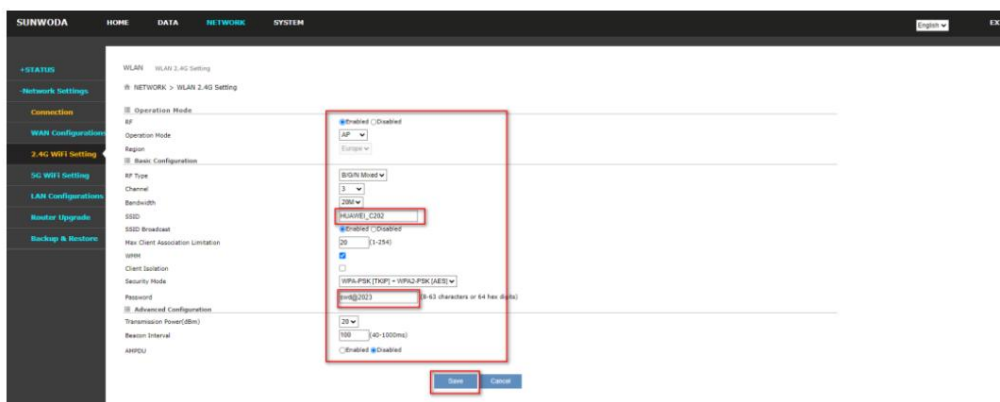 SUNWODA HOME DATA NETWORK SYSTEM English EX
+STATUS
-Network Settings
Connection
WAN Configurations
2.4G WiFi Setting
5G WiFi Setting
LAN Configurations
Router Upgrade
Backup & Restore
WLAN WLAN 2.4G Setting
NETWORK > WLAN 2.4G Setting
Operation Mode
RF Enabled Disabled
Operation Mode AP
Region Europe
Basic Configuration
RF Type B/G/N Mixed
Channel 3
Bandwidth 20M
SSID HUAWEI_C202
SSID Broadcast Enabled Disabled
Max Client Association Limitation 20 (1-254)
WMM
Client Isolation
Security Mode WPA-PSK [TKIP] + WPA2-PSK [AES]
Password swd@2023 (8-63 characters or 64 hex digits)
Advanced Configuration
Transmission Power(dBm) 20
Beacon Interval 100 (40-1000ms)
AMPDU Enabled Disabled
Save Cancel